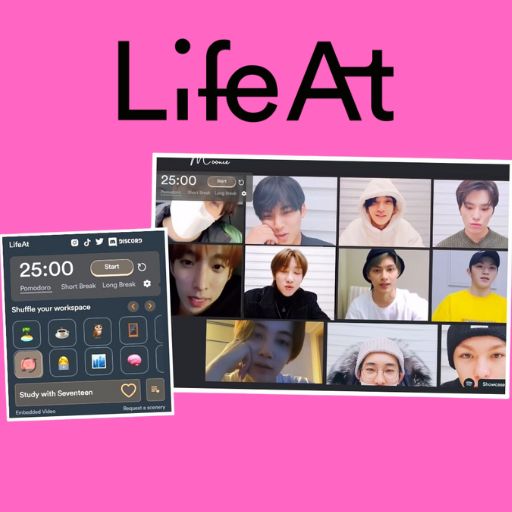 LifeAt
Moonie
25:00
Start
Pomodoro Short Break Long Break
LifeAt
DISCORD
25:00
Start
Pomodoro Short Break Long Break
Shuffle your workspace
Study with Seventeen
Embedded Video Request a scenery
Showcase